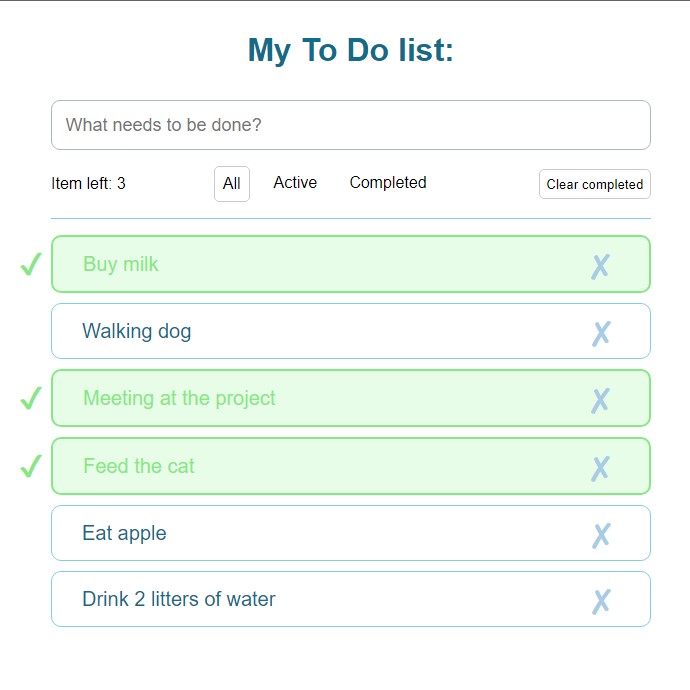 My To Do list:
What needs to be done?
Item left: 3 All Active Completed Clear completed
✓ Buy milk ✗
Walking dog ✗
✓ Meeting at the project ✗
✓ Feed the cat ✗
Eat apple ✗
Drink 2 litters of water ✗